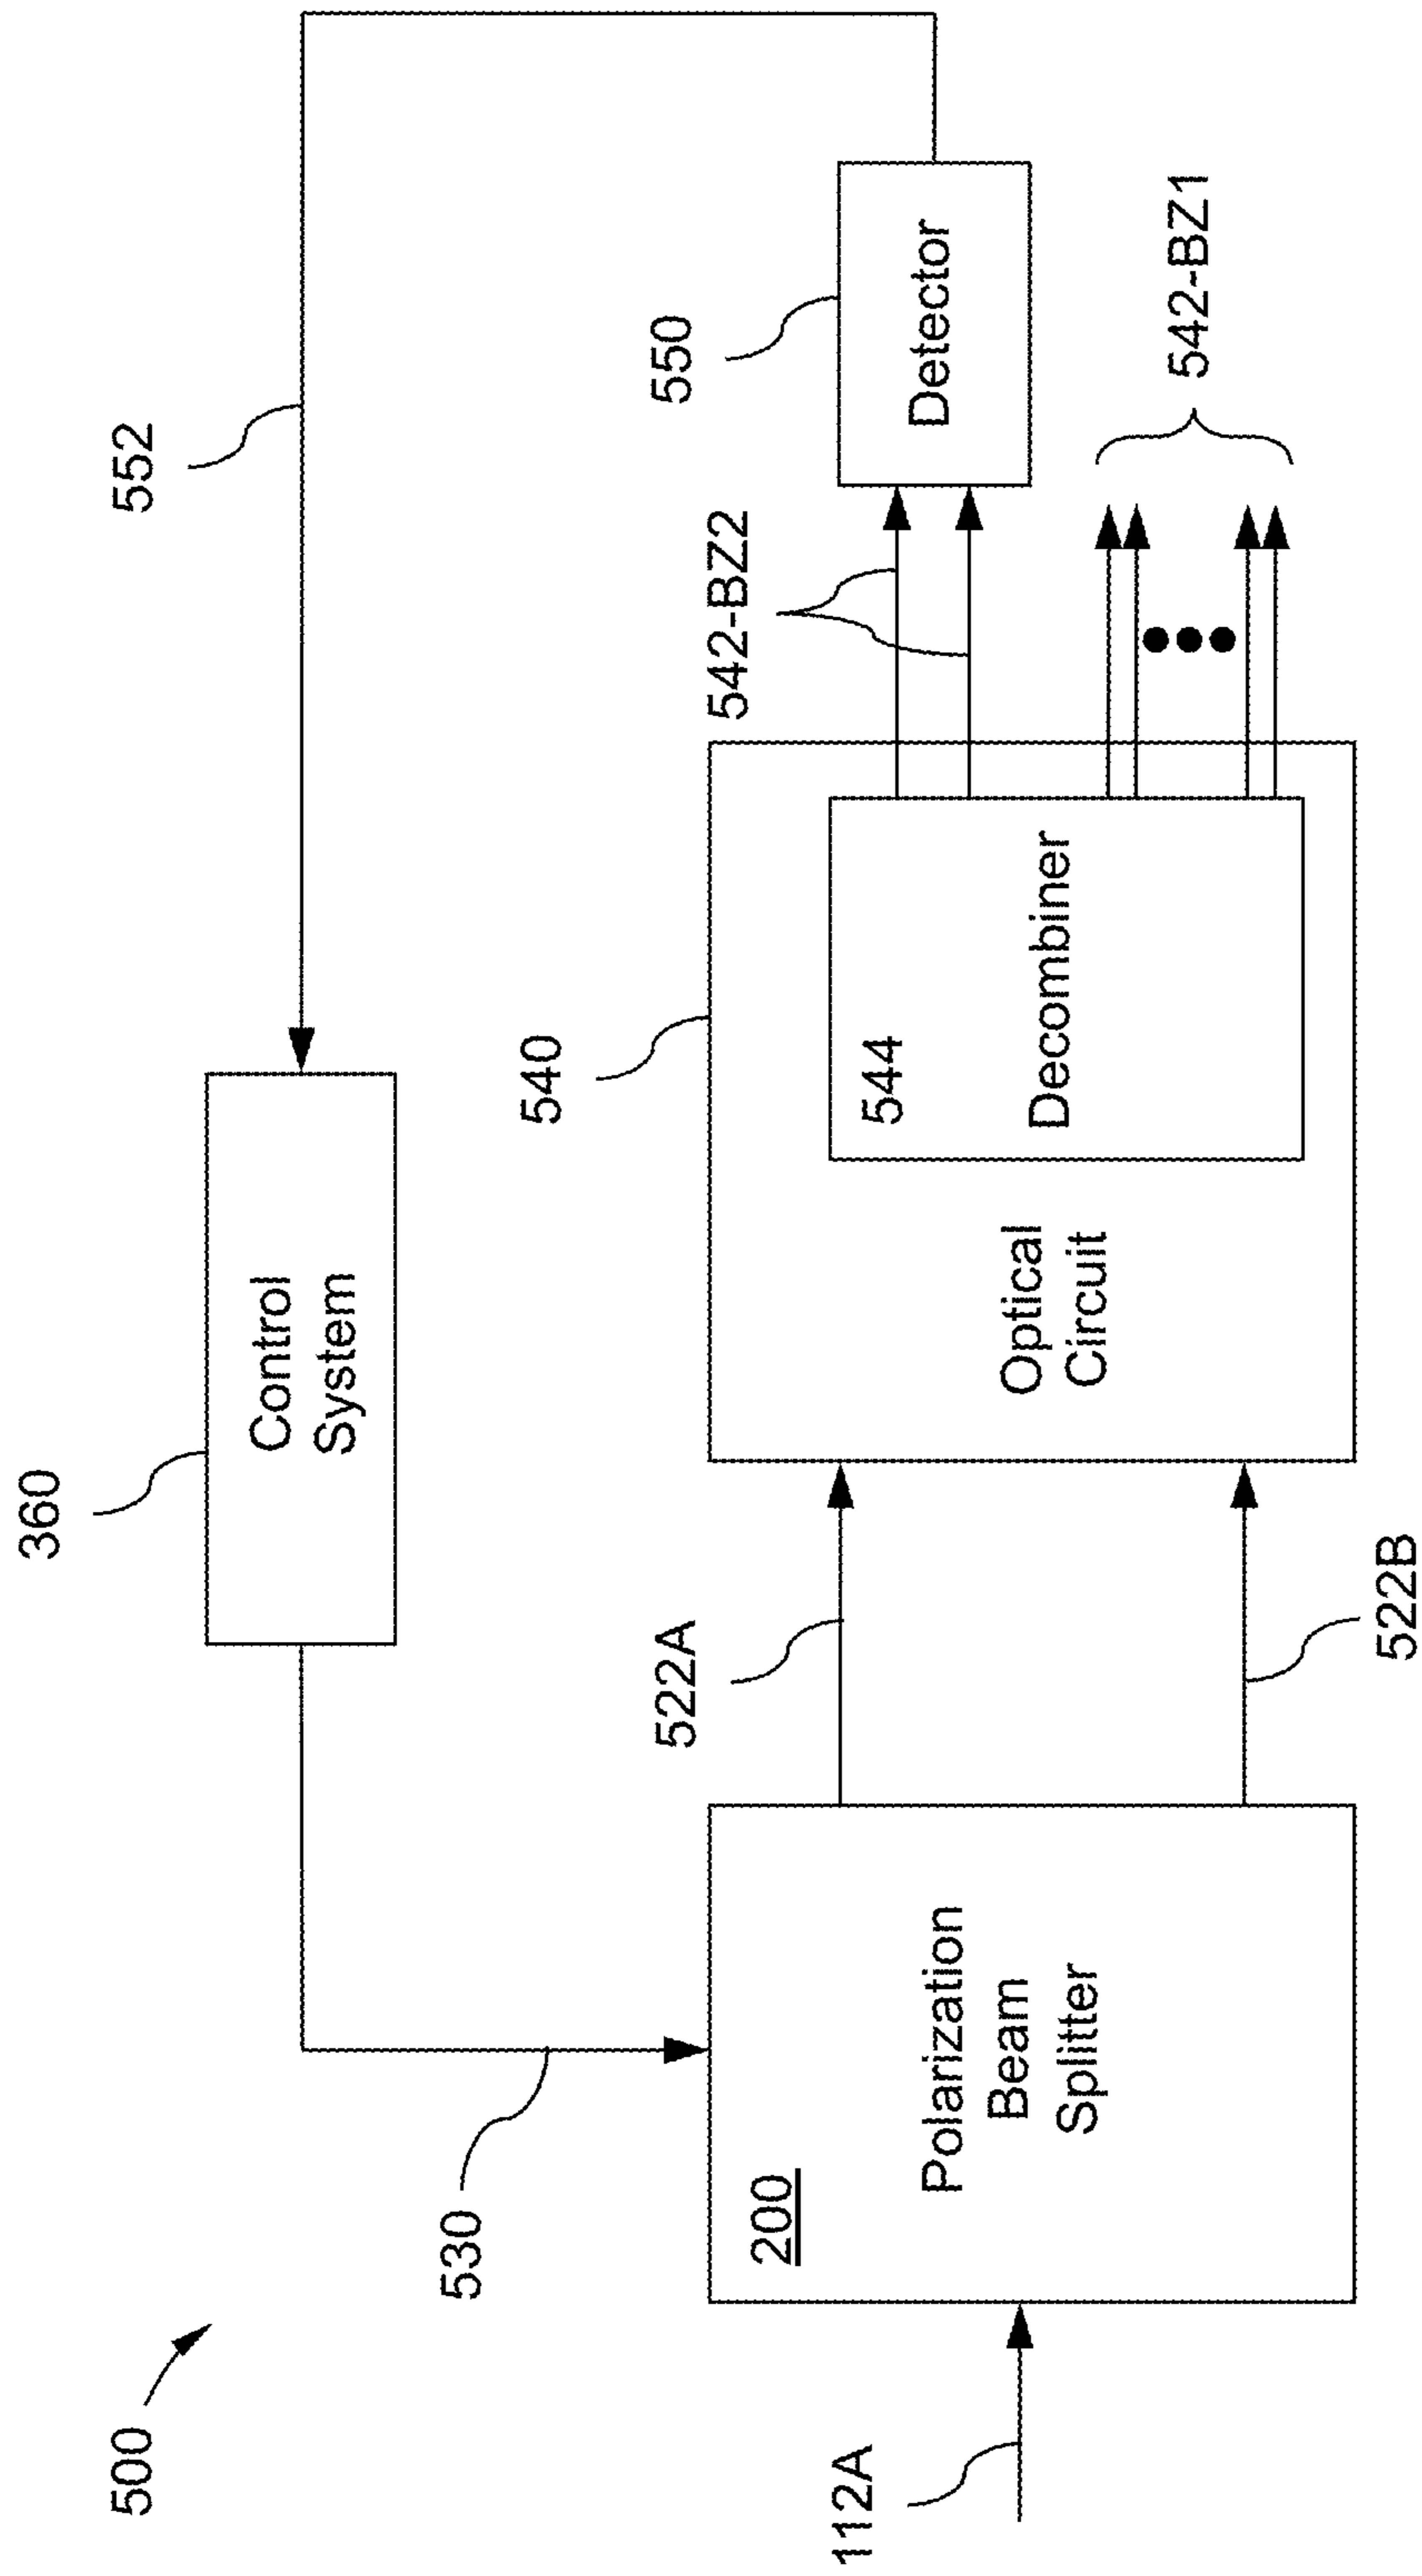 500
360
Control
System
552
530
200
Polarization
Beam
Splitter
112A
522A
522B
540
Optical
Circuit
544
Decombiner
542-BZ2
550
Detector
542-BZ1